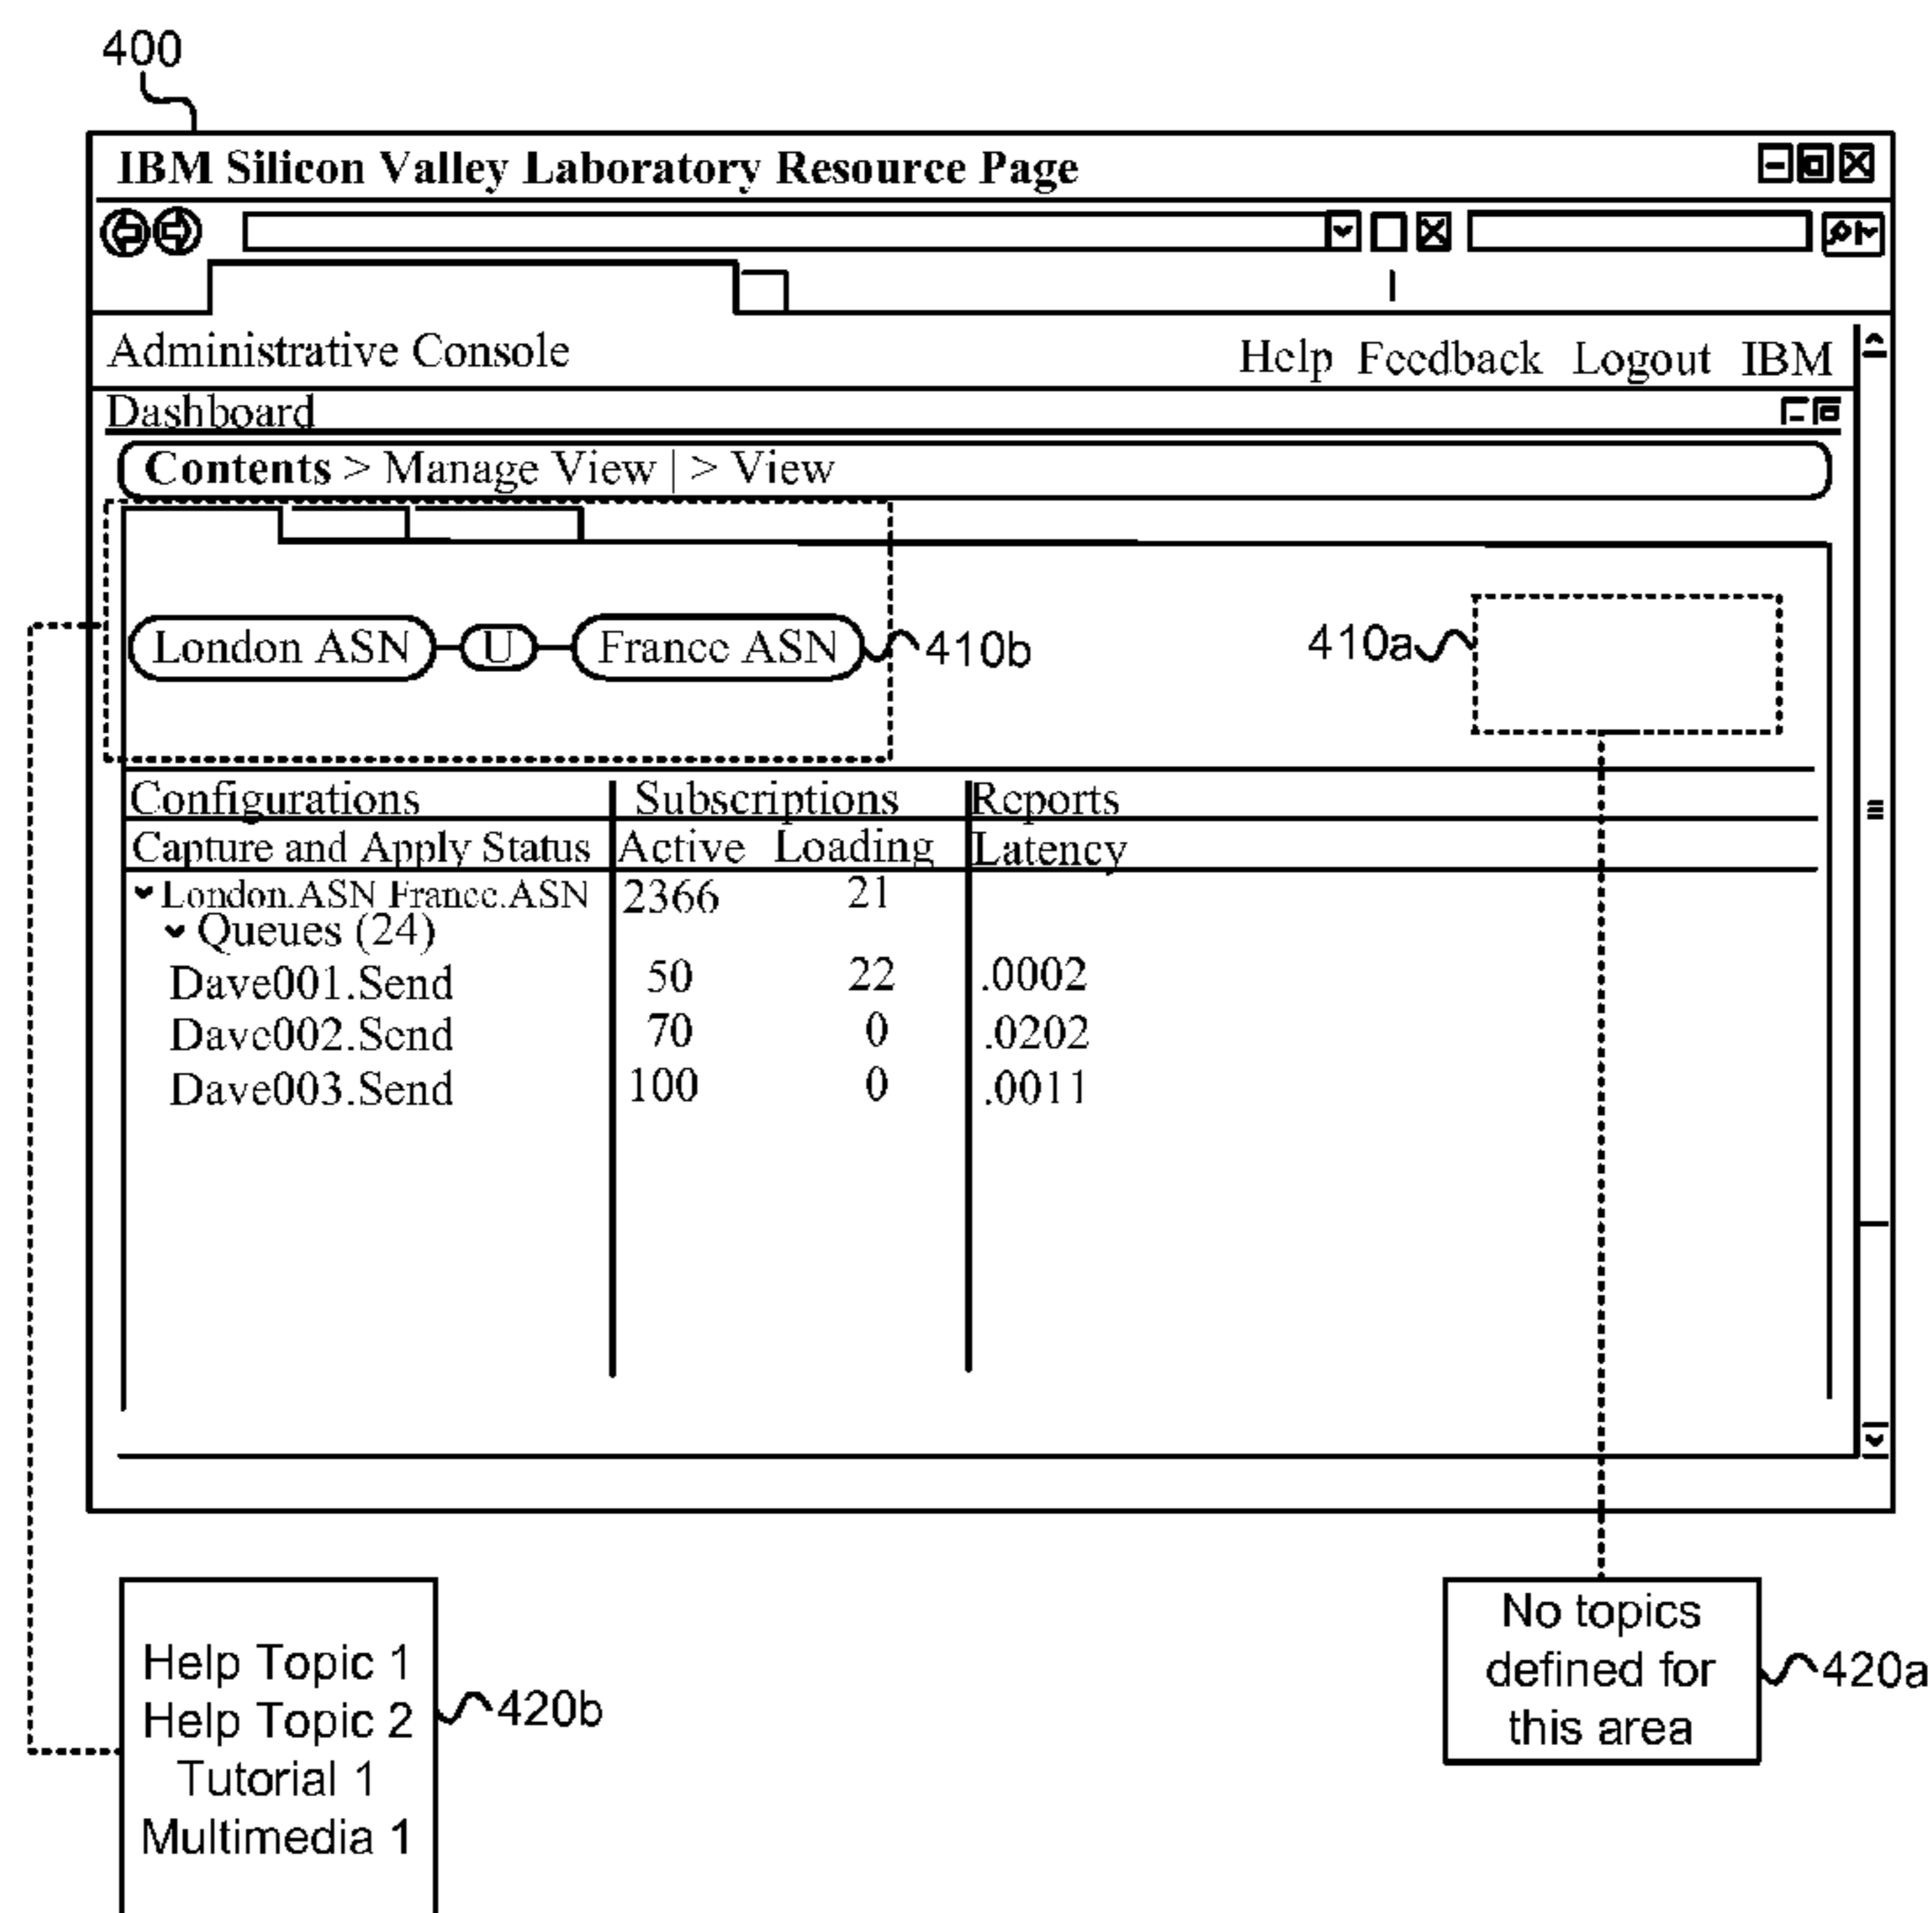 400
IBM Silicon Valley Laboratory Resource Page
Administrative Console Help Feedback Logout IBM
Dashboard
Contents > Manage View | > View
London ASN U France ASN 410b 410a
Configurations Subscriptions Reports
Capture and Apply Status Active Loading Latency
London.ASN France.ASN 2366 21
Queues (24)
Dave001.Send 50 22 .0002
Dave002.Send 70 0 .0202
Dave003.Send 100 0 .0011
Help Topic 1
Help Topic 2
Tutorial 1
Multimedia 1
420b
No topics
defined for
this area
420a